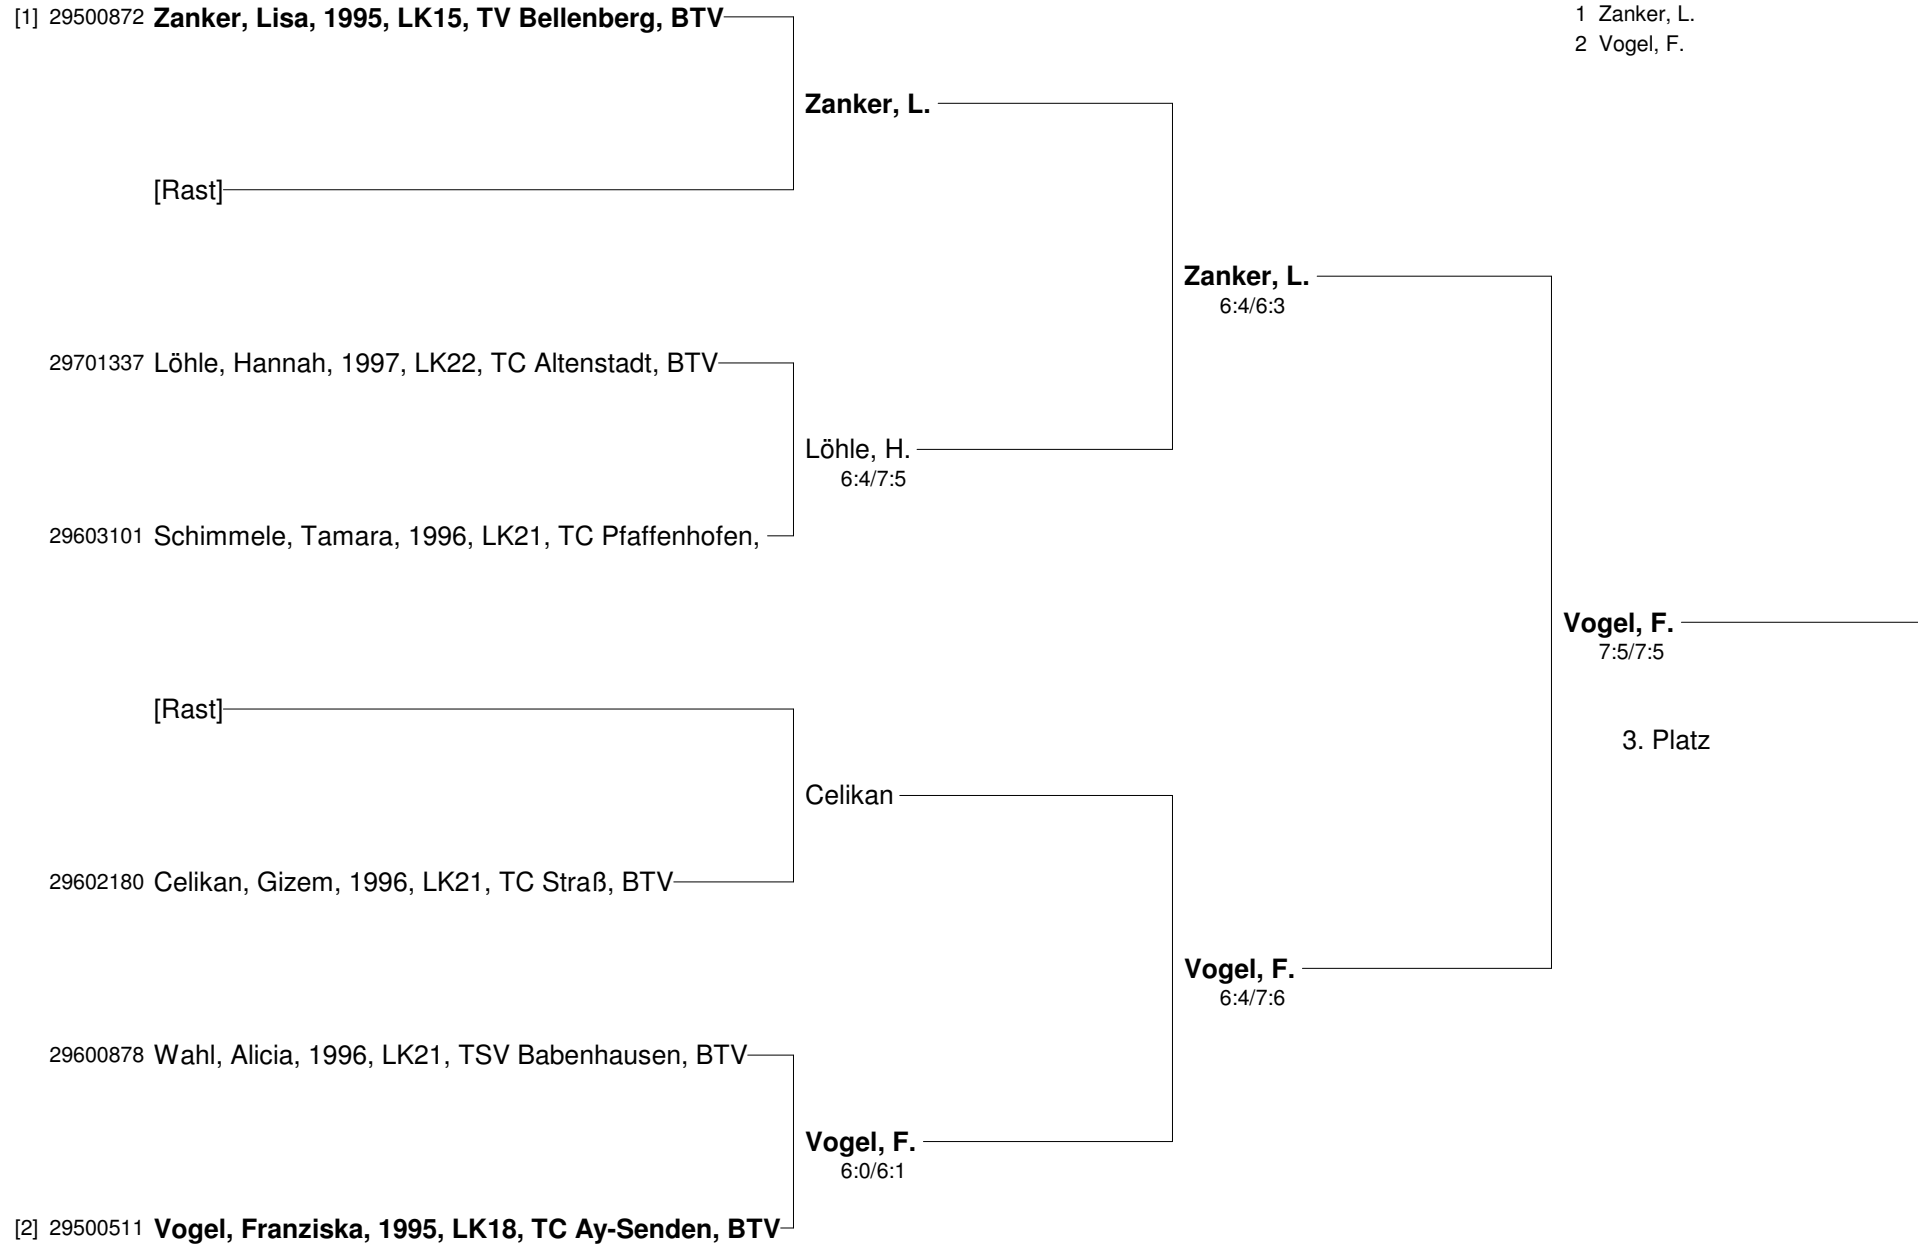 [1] 29500872 Zanker, Lisa, 1995, LK15, TV Bellenberg, BTV
1 Zanker, L.
2 Vogel, F.
Zanker, L.
[Rast]
Zanker, L.
6:4/6:3
29701337 Löhle, Hannah, 1997, LK22, TC Altenstadt, BTV
Löhle, H.
6:4/7:5
29603101 Schimmele, Tamara, 1996, LK21, TC Pfaffenhofen,
Vogel, F.
7:5/7:5
[Rast]
3. Platz
Celikan
29602180 Celikan, Gizem, 1996, LK21, TC Straß, BTV
Vogel, F.
6:4/7:6
29600878 Wahl, Alicia, 1996, LK21, TSV Babenhausen, BTV
Vogel, F.
6:0/6:1
[2] 29500511 Vogel, Franziska, 1995, LK18, TC Ay-Senden, BTV